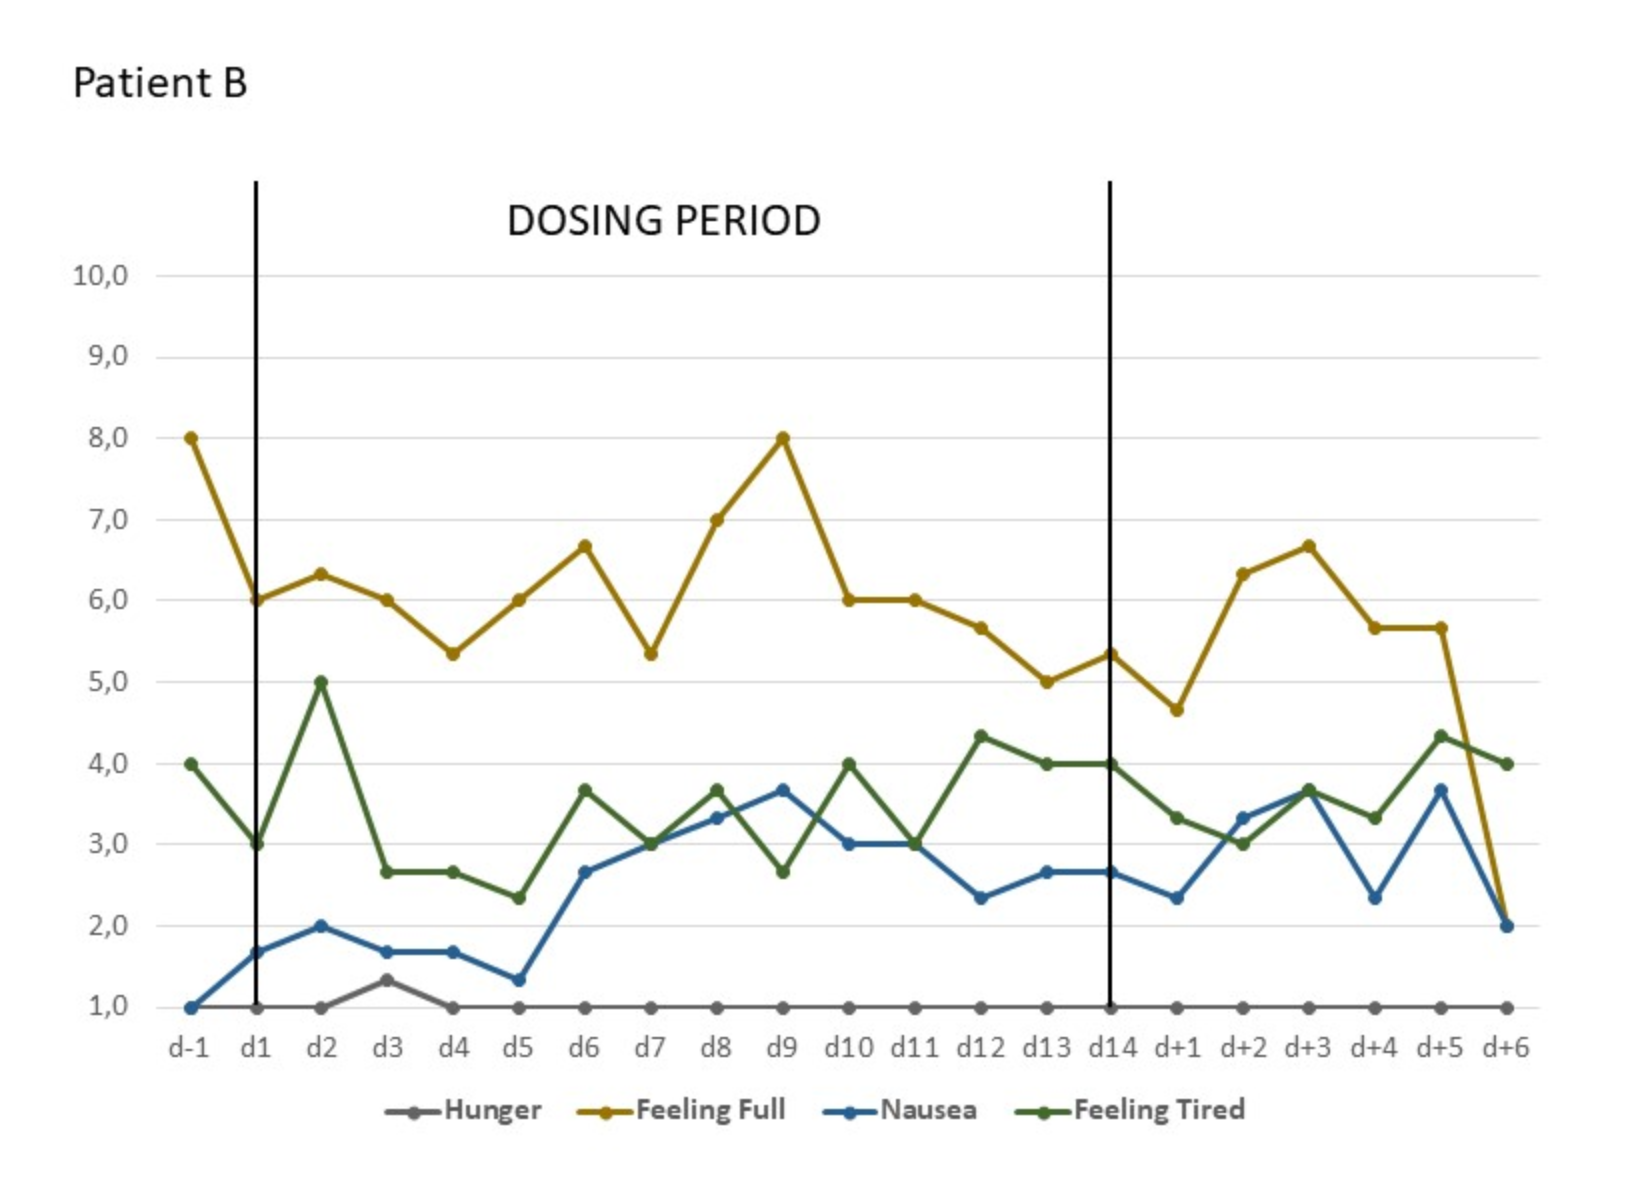 Patient B
DOSING PERIOD
10,0
9,0
8,0
7,0
6,0
5,0
4,0
3,0
2,0
1,0
d-1 d1 d2 d3 d4 d5 d6 d7 d8 d9 d10 d11 d12 d13 d14 d+1 d+2 d+3 d+4 d+5 d+6
Hunger Feeling Full Nausea Feeling Tired